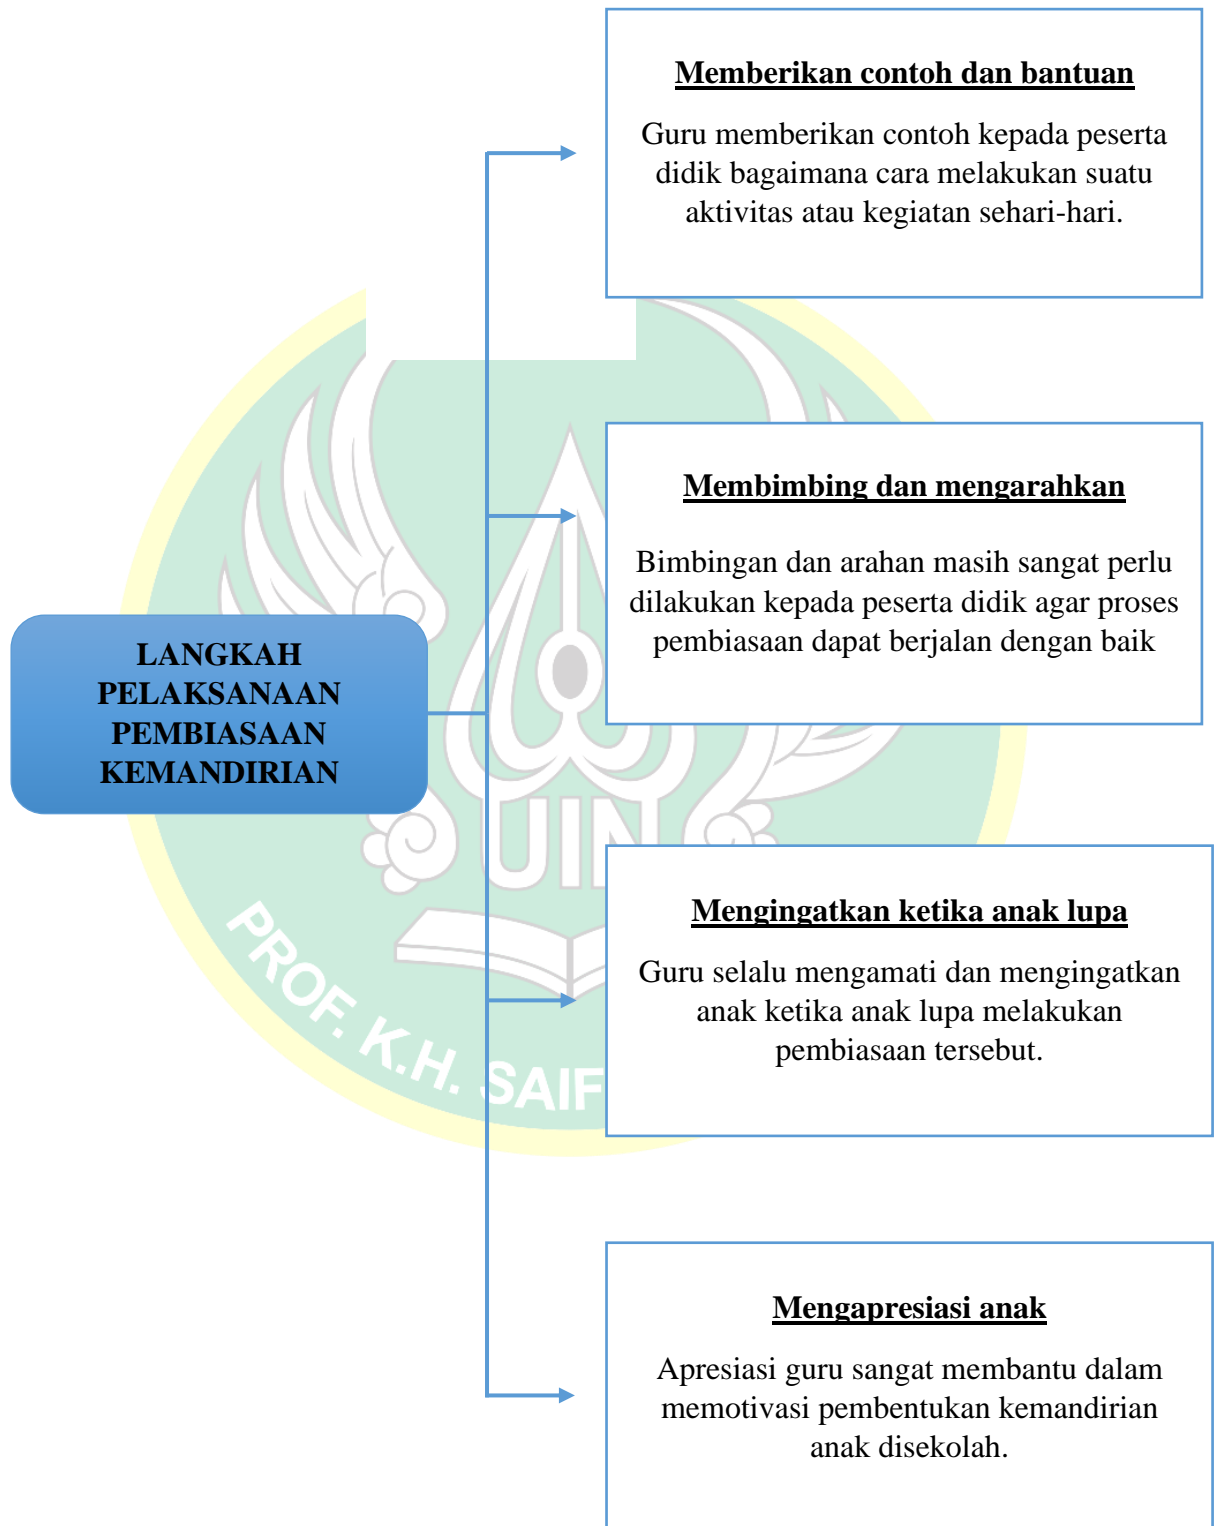 Memberikan contoh dan bantuan
Guru memberikan contoh kepada peserta
didik bagaimana cara melakukan suatu
aktivitas atau kegiatan sehari-hari.
Membimbing dan mengarahkan
Bimbingan dan arahan masih sangat perlu
dilakukan kepada peserta didik agar proses
pembiasaan dapat berjalan dengan baik
LANGKAH
PELAKSANAAN
PEMBIASAAN
KEMANDIRIAN
Mengingatkan ketika anak lupa
Guru selalu mengamati dan mengingatkan
anak ketika anak lupa melakukan
pembiasaan tersebut.
Mengapresiasi anak
Apresiasi guru sangat membantu dalam
memotivasi pembentukan kemandirian
anak disekolah.
UIN
PROF. K.H. SAIF